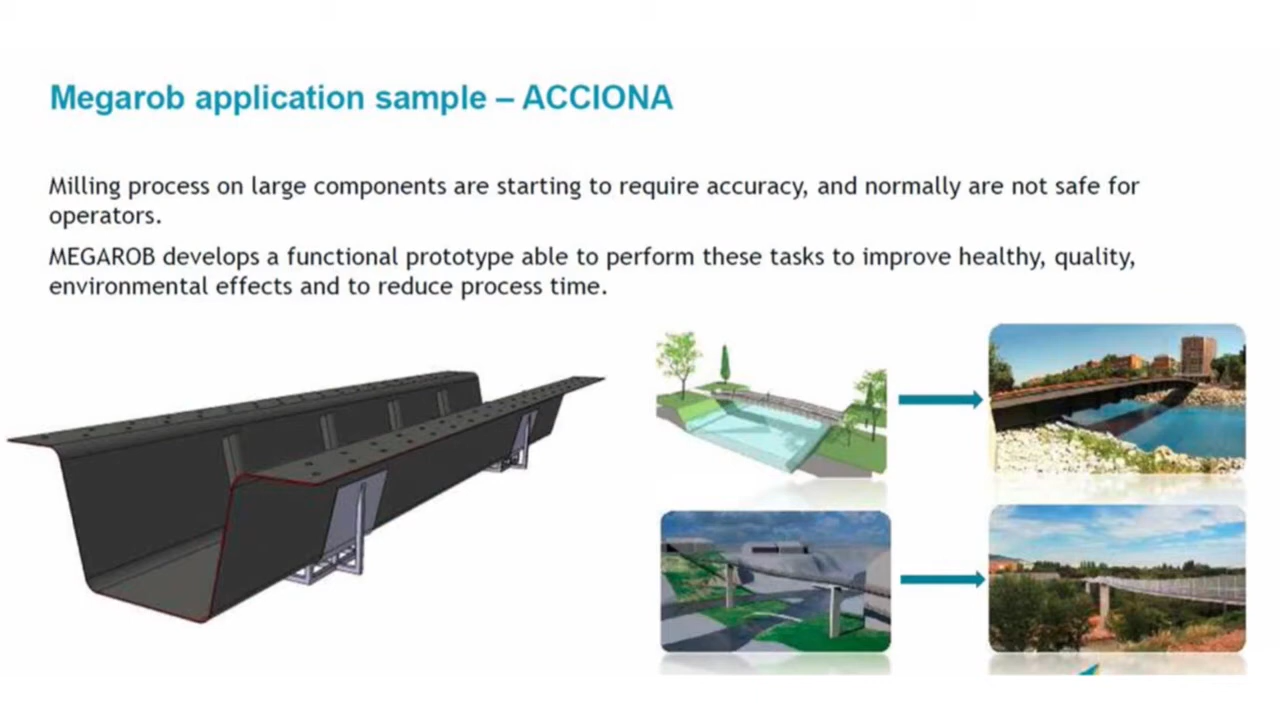 Megarob application sample – ACCIONA
Milling process on large components are starting to require accuracy, and normally are not safe for
operators.
MEGAROB develops a functional prototype able to perform these tasks to improve healthy, quality,
environmental effects and to reduce process time.